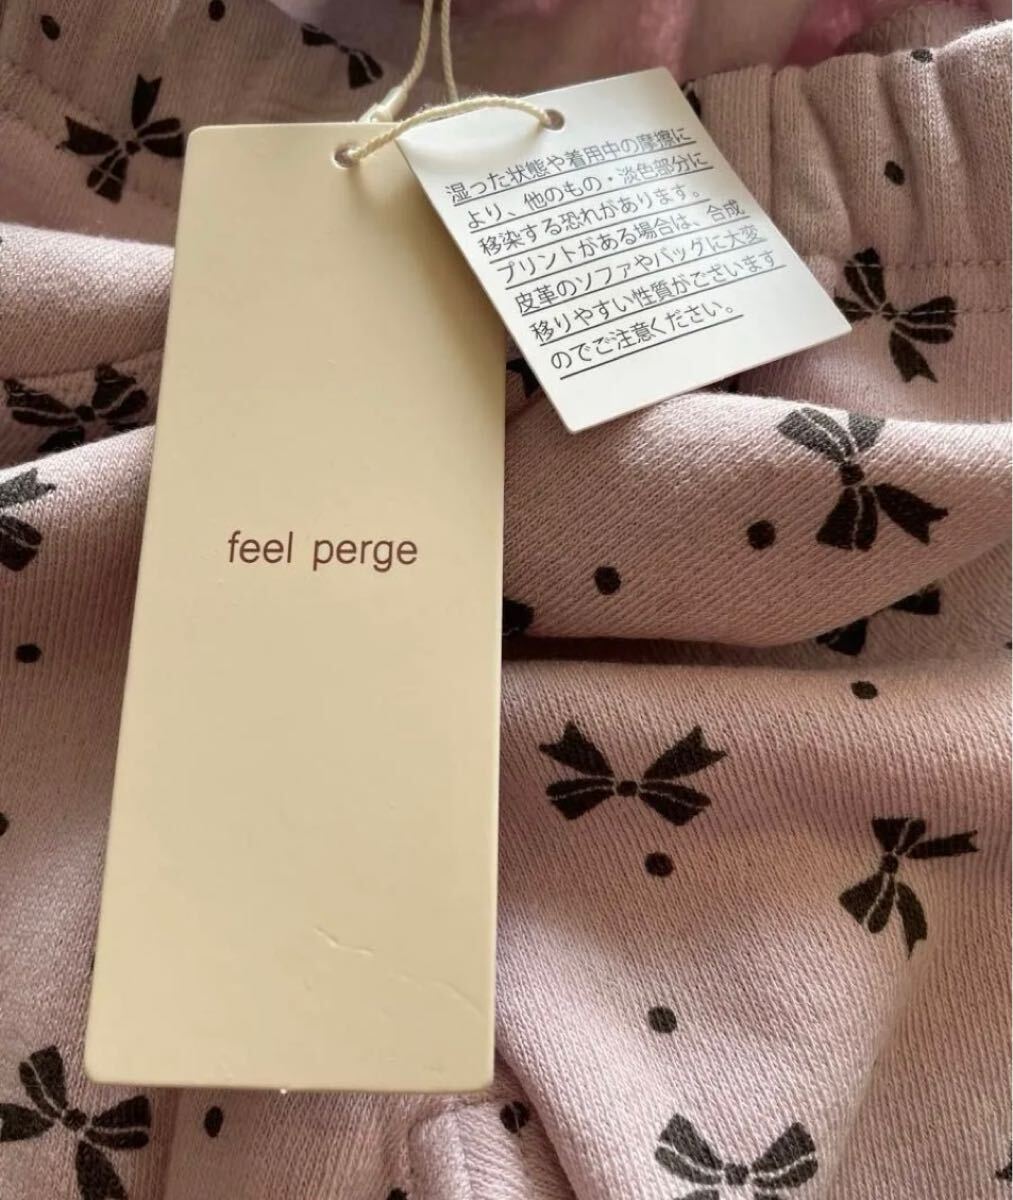 feel perge
湿った状態や着用中の摩擦に
より、他のもの・淡色部分に
移染する恐れがあります。
プリントがある場合は、合成
皮革のソファやバッグに大変
移りやすい性質がございます
のでご注意ください。